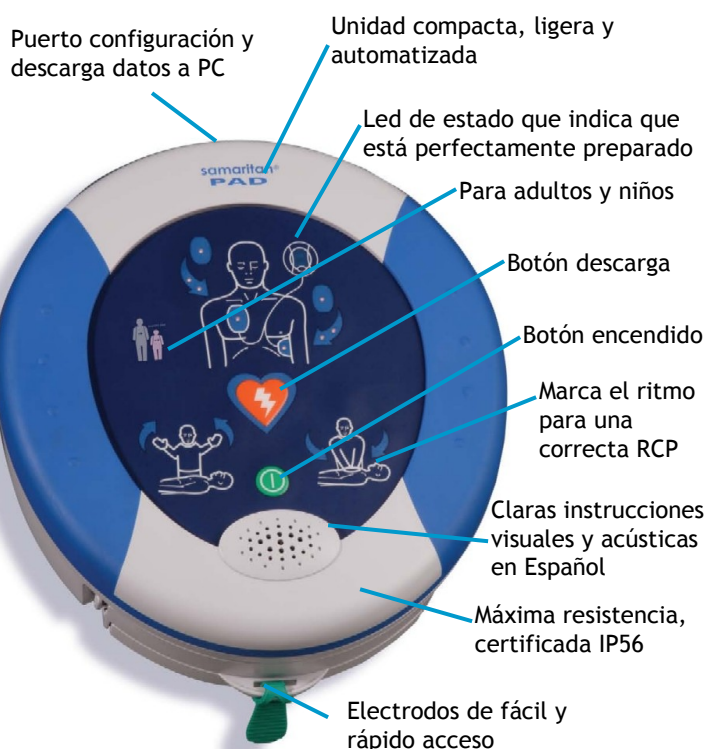 Puerto configuración y
descarga datos a PC
Unidad compacta, ligera y
automatizada
Led de estado que indica que
está perfectamente preparado
samaritan®
PAD
Para adultos y niños
Botón descarga
Botón encendido
Marca el ritmo
para una
correcta RCP
Claras instrucciones
visuales y acústicas
en Español
Máxima resistencia,
certificada IP56
Electrodos de fácil y
rápido acceso